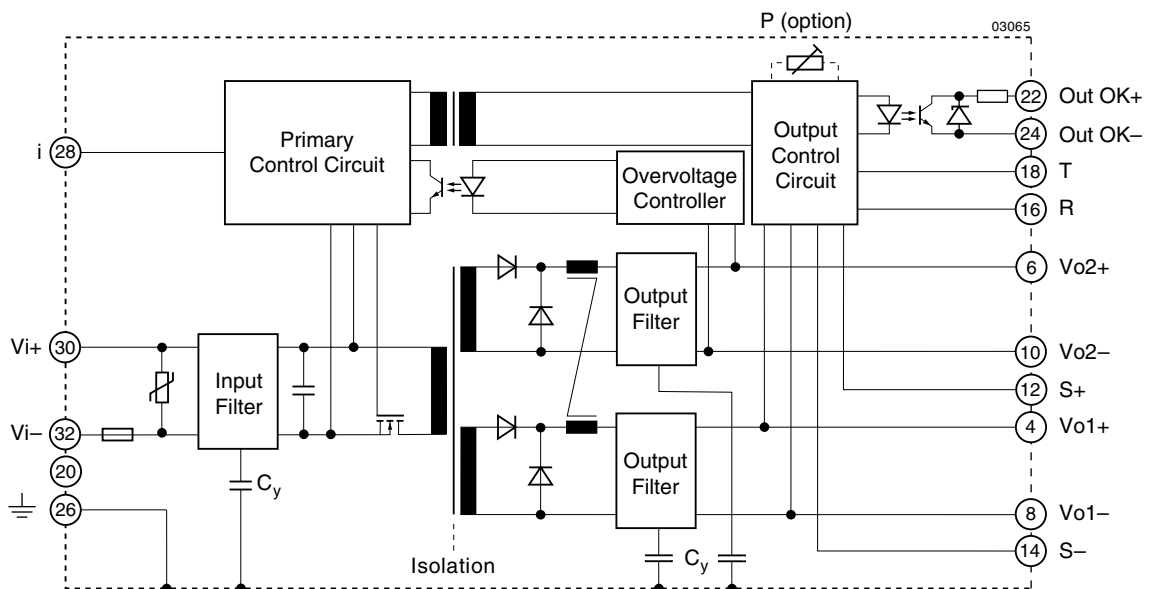 P (option)
03065
Primary
Control Circuit
Output
Control
Circuit
Overvoltage
Controller
i 28
22 Out OK+
24 Out OK–
18 T
16 R
6 Vo2+
Output
Filter
Vi+ 30
10 Vo2–
12 S+
Input
Filter
Vi– 32
4 Vo1+
20
Output
Filter
Cy
26
8 Vo1–
14 S–
Cy
Isolation